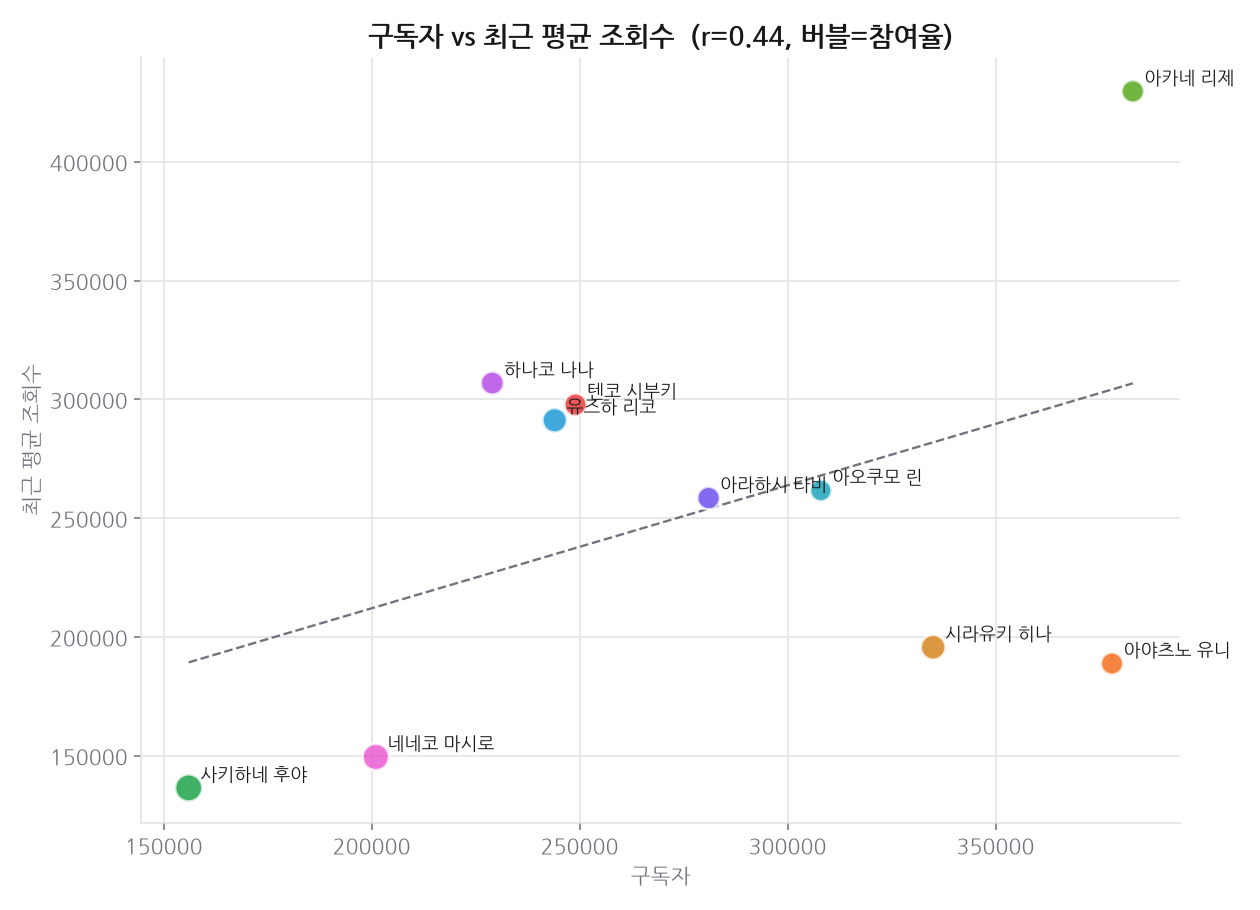 구독자 vs 최근 평균 조회수 (r=0.44, 버블=참여율)
아카네 리제
400000
350000
하나코 나나
텐코 시부키
300000
유즈하 리코
최근 평균 조회수
아라하시 타비
아오쿠모 린
250000
시라유키 히나
200000
아야츠노 유니
네네코 마시로
150000
사키하네 후야
150000
200000
250000
300000
350000
구독자